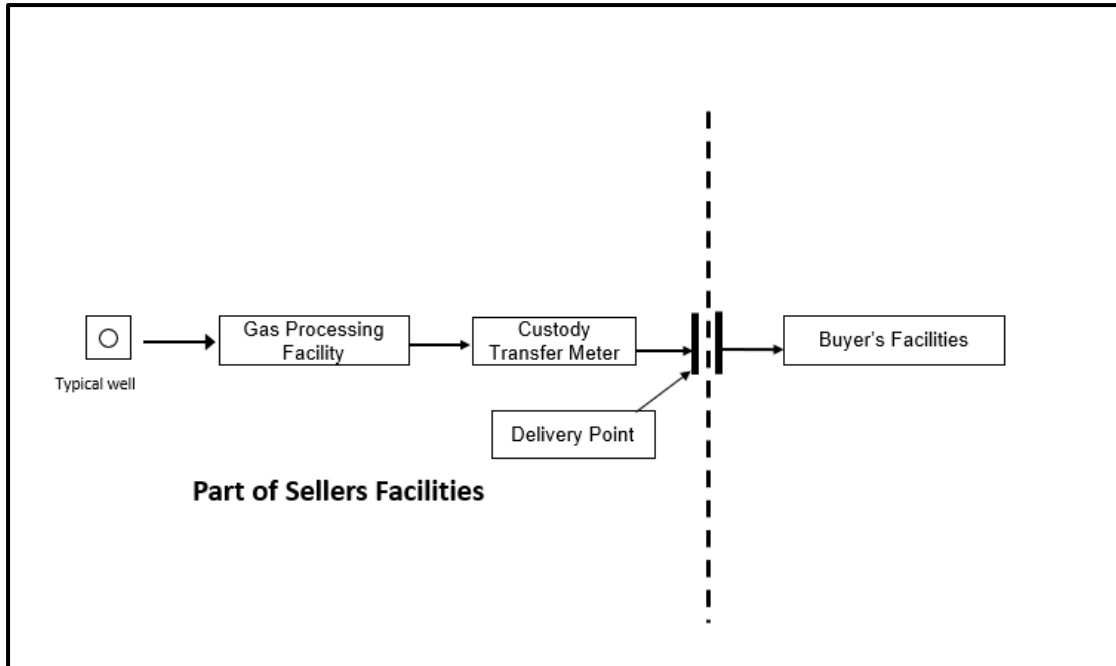 Gas Processing
Facility
Custody
Transfer Meter
Buyer's Facilities
Typical well
Delivery Point
Part of Sellers Facilities